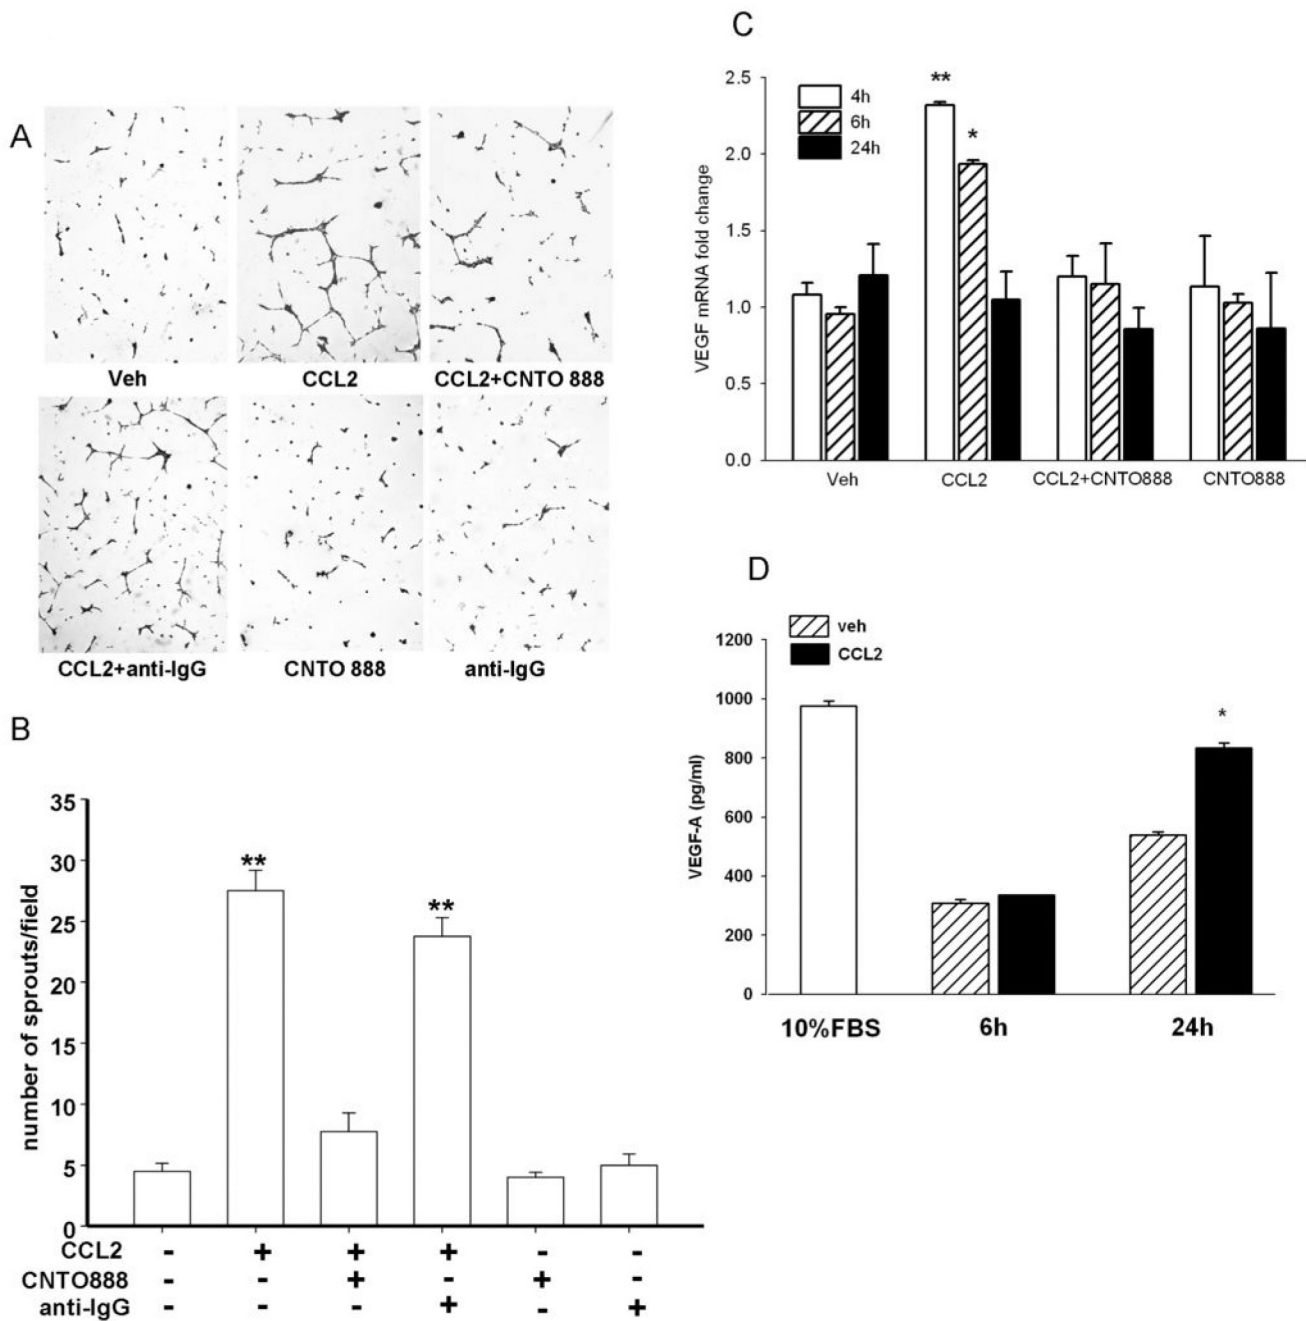 A
Veh CCL2 CCL2+CNTO 888
CCL2+anti-IgG CNTO 888 anti-IgG
B
number of sprouts/field
35
30
25
20
15
10
5
0
** **
CCL2 - + + + - -
CNTO888 - - + - + -
anti-IgG - - - + - +
C
VEGF mRNA fold change
2.5
2.0
1.5
1.0
0.5
0.0
4h
6h
24h
**
*
Veh CCL2 CCL2+CNTO888 CNTO888
D
veh
CCL2
VEGF-A (pg/ml)
1200
1000
800
600
400
200
0
*
10%FBS 6h 24h